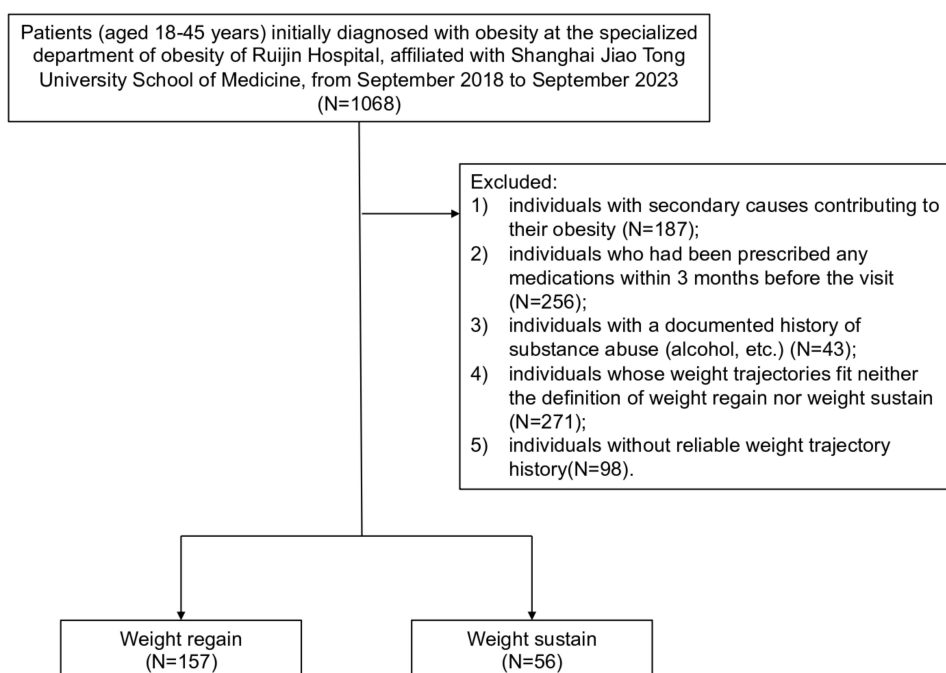 Patients (aged 18-45 years) initially diagnosed with obesity at the specialized
department of obesity of Ruijin Hospital, affiliated with Shanghai Jiao Tong
University School of Medicine, from September 2018 to September 2023
(N=1068)
Excluded:
1) individuals with secondary causes contributing to
their obesity (N=187);
2) individuals who had been prescribed any
medications within 3 months before the visit
(N=256);
3) individuals with a documented history of
substance abuse (alcohol, etc.) (N=43);
4) individuals whose weight trajectories fit neither
the definition of weight regain nor weight sustain
(N=271);
5) individuals without reliable weight trajectory
history(N=98).
Weight regain
(N=157)
Weight sustain
(N=56)